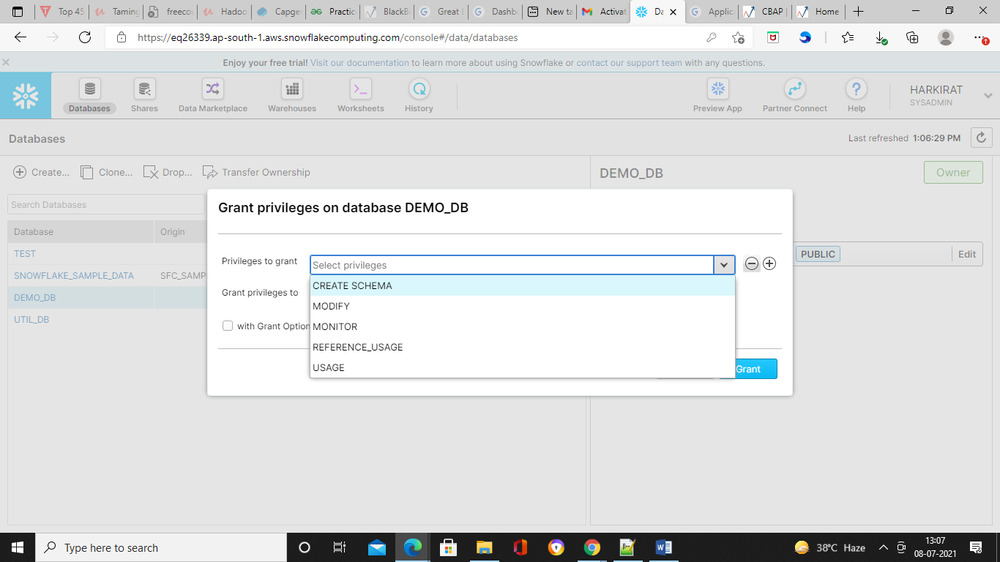 Top 45
Taming
freecou
Hadoo
Capge
Practic
BlackB
Great L
Dashbo
New ta
Activat
Da
Applic
CBAP
Home
https://eq26339.ap-south-1.aws.snowflakecomputing.com/console#/data/databases
Enjoy your free trial! Visit our documentation to learn more about using Snowflake or contact our support team with any questions.
Databases
Shares
Data Marketplace
Warehouses
Worksheets
History
Preview App
Partner Connect
Help
HARKIRAT
SYSADMIN
Databases
Last refreshed 1:06:29 PM
Create...
Clone...
Drop...
Transfer Ownership
DEMO_DB
Owner
Search Databases
Database
Origin
TEST
SNOWFLAKE_SAMPLE_DATA
SFC_SAMP
DEMO_DB
UTIL_DB
PUBLIC
Edit
Grant privileges on database DEMO_DB
Privileges to grant
Select privileges
CREATE SCHEMA
MODIFY
MONITOR
REFERENCE_USAGE
USAGE
Grant privileges to
with Grant Option
Grant
Type here to search
38°C Haze
13:07
08-07-2021